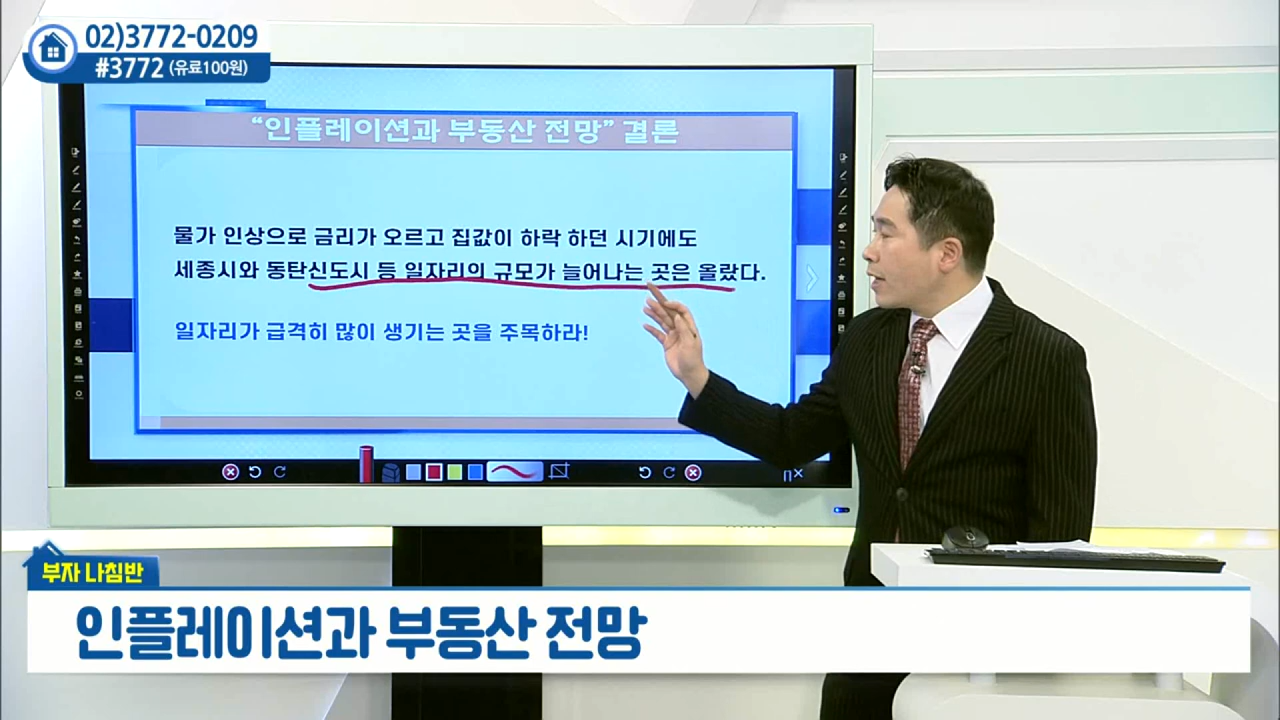 02)3772-0209
#3772 (유료100원)
“인플레이션과 부동산 전망” 결론
물가 인상으로 금리가 오르고 집값이 하락 하던 시기에도
세종시와 동탄신도시 등 일자리의 규모가 늘어나는 곳은 올랐다.
일자리가 급격히 많이 생기는 곳을 주목하라!
부자 나침반
인플레이션과 부동산 전망